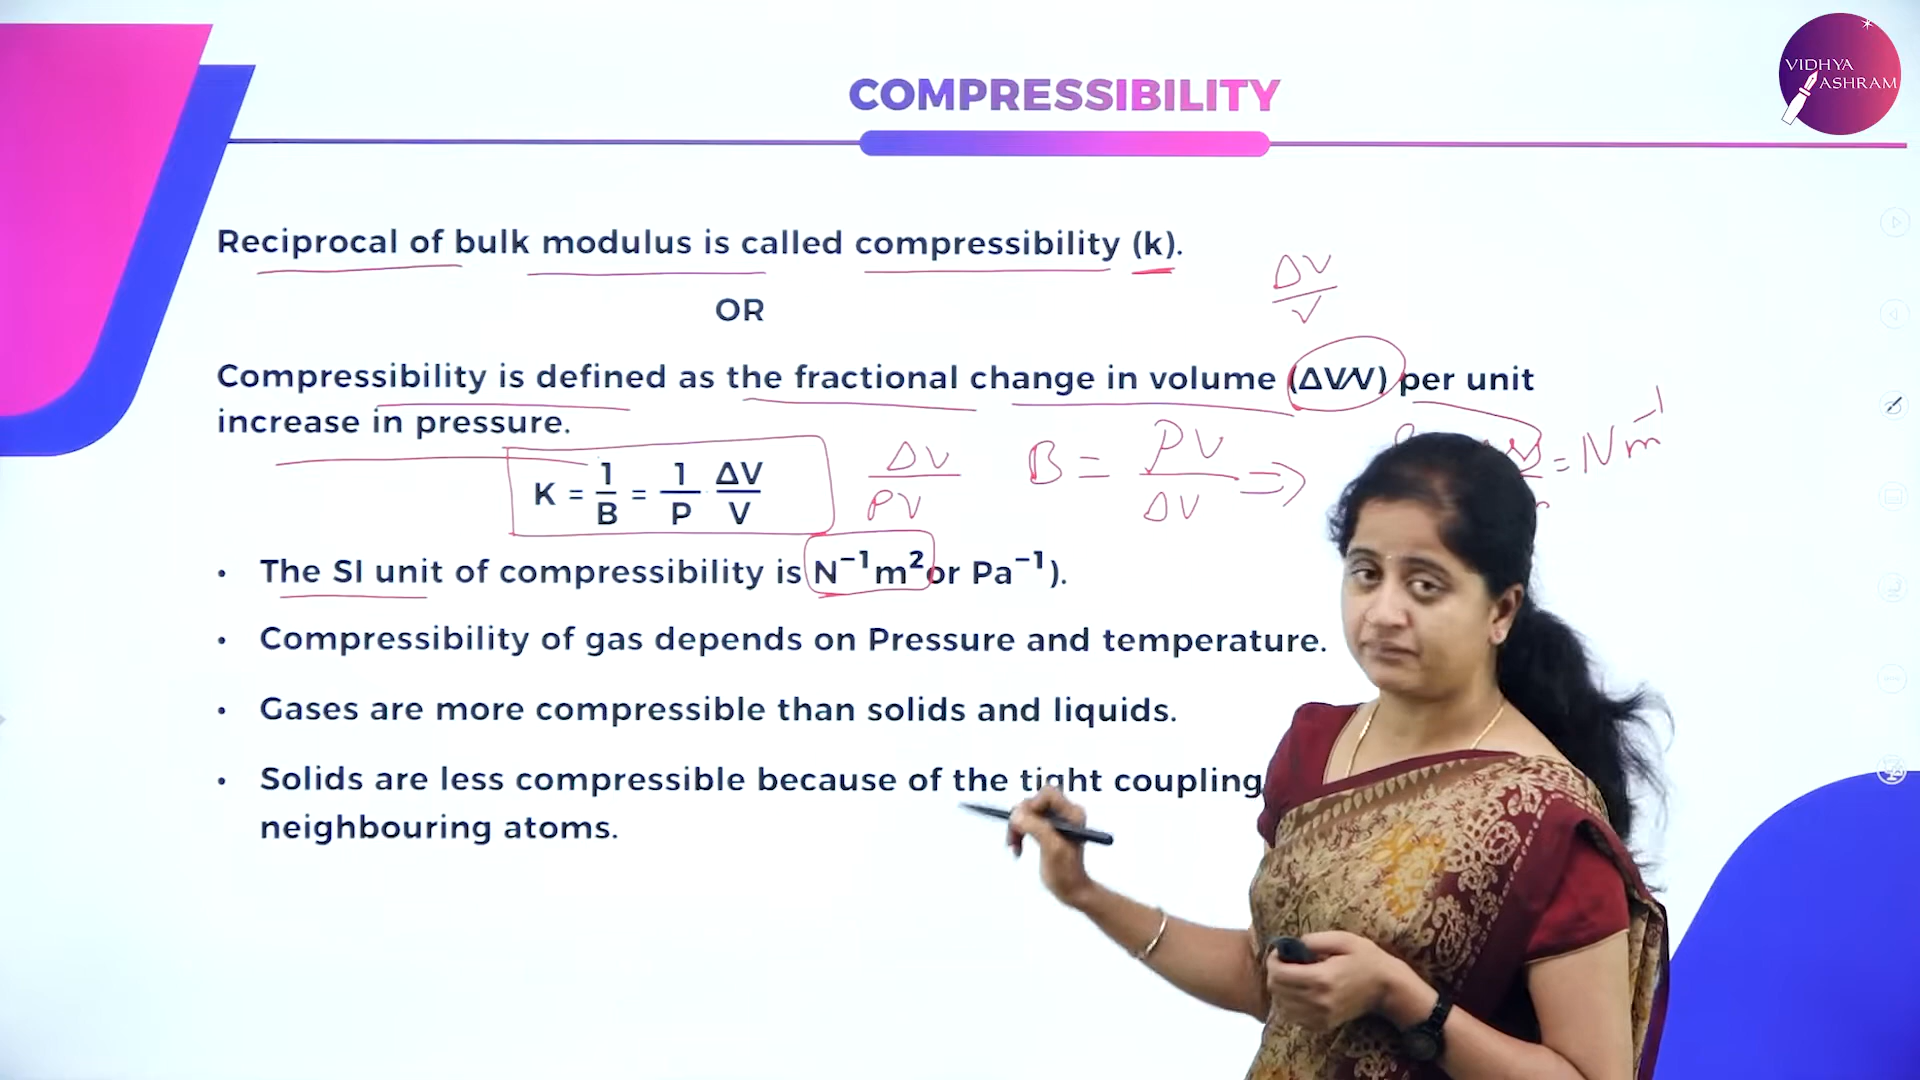 VIDHYA
ASHRAM
COMPRESSIBILITY
Reciprocal of bulk modulus is called compressibility (k).
OR
ΔV/V
Compressibility is defined as the fractional change in volume (ΔV/V) per unit
increase in pressure.
K = 1/B = 1/P . ΔV/V
ΔV/PV
B = PV/ΔV ⇒
= Nm⁻¹
• The SI unit of compressibility is N⁻¹m² or Pa⁻¹).
• Compressibility of gas depends on Pressure and temperature.
• Gases are more compressible than solids and liquids.
• Solids are less compressible because of the tight coupling
neighbouring atoms.